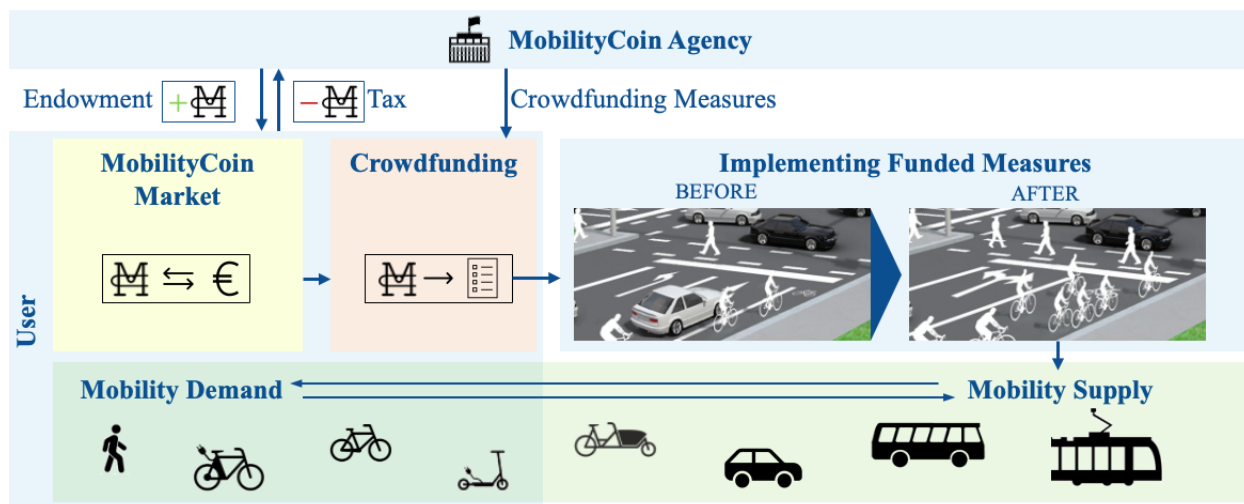 MobilityCoin Agency
Endowment
+
−
Tax
Crowdfunding Measures
MobilityCoin
Market
Crowdfunding
Implementing Funded Measures
BEFORE
AFTER
€
User
Mobility Demand
Mobility Supply